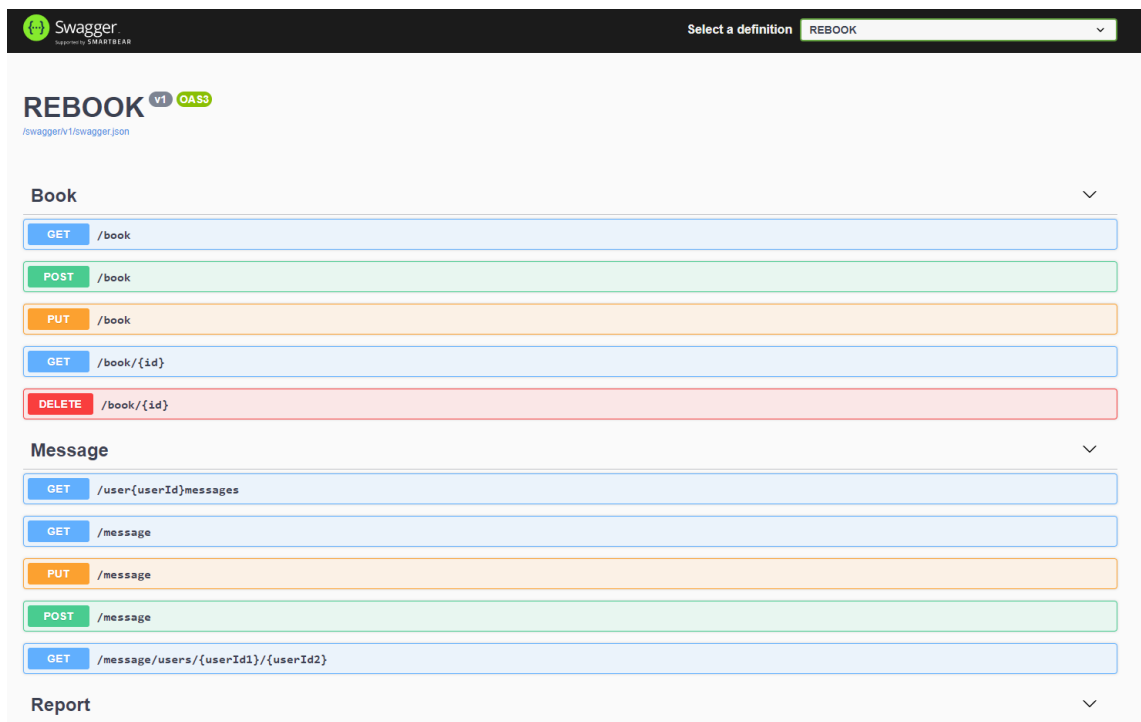 Swagger.
Supported by SMARTBEAR
Select a definition REBOOK
REBOOK v1 OAS3
/swagger/v1/swagger.json
Book
GET /book
POST /book
PUT /book
GET /book/{id}
DELETE /book/{id}
Message
GET /user{userId}messages
GET /message
PUT /message
POST /message
GET /message/users/{userId1}/{userId2}
Report